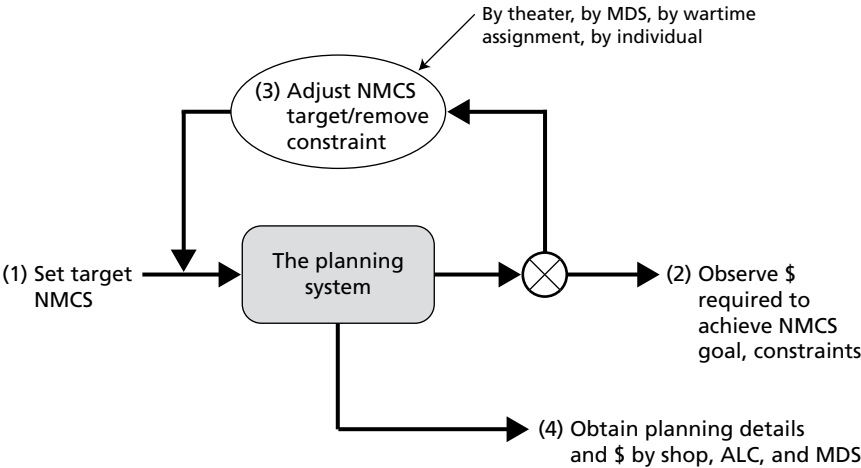 By theater, by MDS, by wartime
assignment, by individual
(3) Adjust NMCS
target/remove
constraint
(1) Set target
NMCS
The planning
system
(2) Observe $
required to
achieve NMCS
goal, constraints
(4) Obtain planning details
and $ by shop, ALC, and MDS